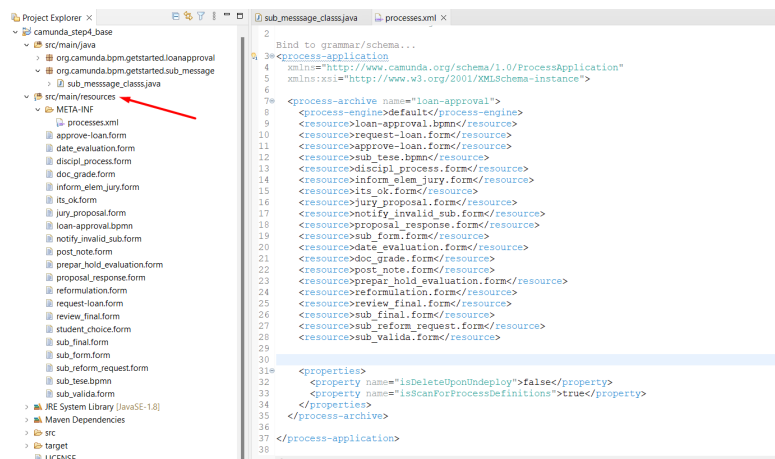 Project Explorer
camunda_step4_base
src/main/java
org.camunda.bpm.getstarted.loanapproval
org.camunda.bpm.getstarted.sub_message
sub_messsage_classs.java
src/main/resources
META-INF
processes.xml
approve-loan.form
date_evaluation.form
discipl_process.form
doc_grade.form
inform_elem_jury.form
its_ok.form
jury_proposal.form
loan-approval.bpmn
notify_invalid_sub.form
post_note.form
prepar_hold_evaluation.form
proposal_response.form
reformulation.form
request-loan.form
review_final.form
student_choice.form
sub_final.form
sub_form.form
sub_reform_request.form
sub_tese.bpmn
sub_valida.form
JRE System Library [JavaSE-1.8]
Maven Dependencies
src
target
LICENSE
sub_messsage_classs.java processes.xml
2
Bind to grammar/schema...
3 <process-application
4 xmlns="http://www.camunda.org/schema/1.0/ProcessApplication"
5 xmlns:xsi="http://www.w3.org/2001/XMLSchema-instance">
6
7 <process-archive name="loan-approval">
8 <process-engine>default</process-engine>
9 <resource>loan-approval.bpmn</resource>
10 <resource>request-loan.form</resource>
11 <resource>approve-loan.form</resource>
12 <resource>sub_tese.bpmn</resource>
13 <resource>discipl_process.form</resource>
14 <resource>inform_elem_jury.form</resource>
15 <resource>its_ok.form</resource>
16 <resource>jury_proposal.form</resource>
17 <resource>notify_invalid_sub.form</resource>
18 <resource>proposal_response.form</resource>
19 <resource>sub_form.form</resource>
20 <resource>date_evaluation.form</resource>
21 <resource>doc_grade.form</resource>
22 <resource>post_note.form</resource>
23 <resource>prepar_hold_evaluation.form</resource>
24 <resource>reformulation.form</resource>
25 <resource>review_final.form</resource>
26 <resource>sub_final.form</resource>
27 <resource>sub_reform_request.form</resource>
28 <resource>sub_valida.form</resource>
29
30
31 <properties>
32 <property name="isDeleteUponUndeploy">false</property>
33 <property name="isScanForProcessDefinitions">true</property>
34 </properties>
35 </process-archive>
36
37 </process-application>
38